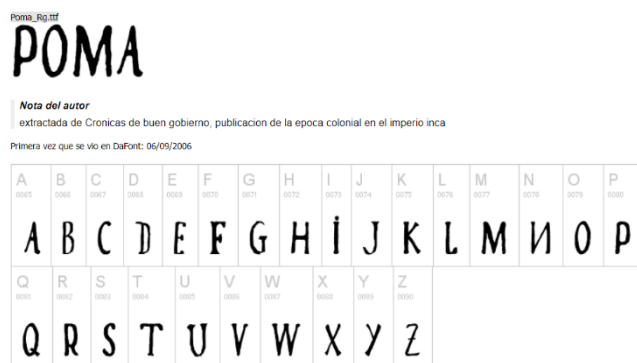 Poma_Rg.ttf
POMA
Nota del autor
extractada de Cronicas de buen gobierno, publicacion de la epoca colonial en el imperio inca
Primera vez que se vio en DaFont: 06/09/2006
A B C D E F G H I J K L M N O P
0065 0066 0067 0068 0069 0070 0071 0072 0073 0074 0075 0076 0077 0078 0079 0080
A B C D E F G H İ J K L M И O P
Q R S T U V W X Y Z
0081 0082 0083 0084 0085 0086 0087 0088 0089 0090
Q R S T U V W X Y Z